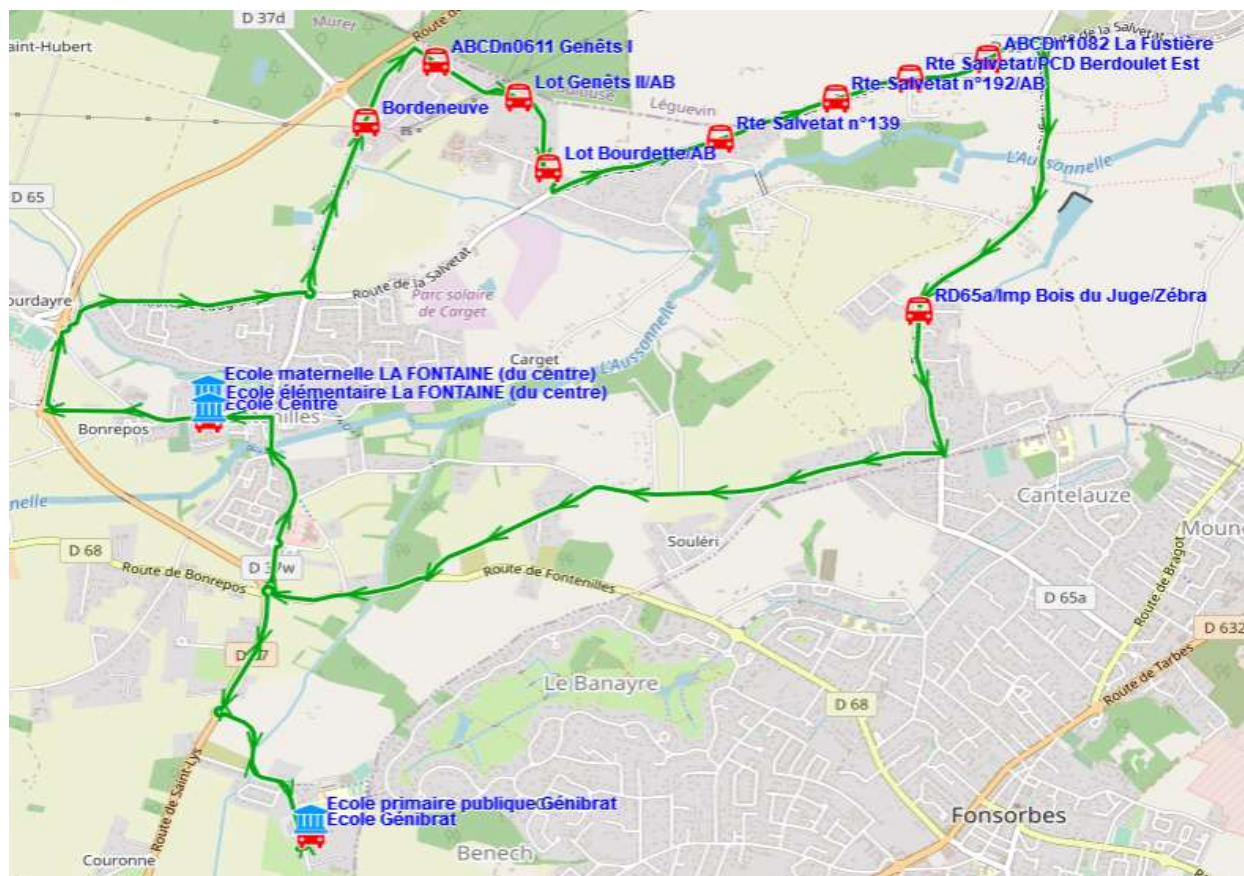 D 37d
Route de
Route de la Salvetat
Saint-Hubert
Muret
ABCDn0611 Genêts I
ABCDn1082 La Fustière
Rte Salvetat/PCD Berdoulet Est
Lot Genêts II/AB
Toulouse
Rte Salvetat n°192/AB
Léguevin
Bordeneuve
Rte Salvetat n°139
Lot Bourdette/AB
L'Aussonnelle
D 65
Route de la Salvetat
RD65a/Imp Bois du Juge/Zébra
Parc solaire
de Carget
Carget
L'Aussonnelle
Ecole maternelle LA FONTAINE (du centre)
Ecole élémentaire LA FONTAINE (du centre)
Ecole Centre
Bonrepos
Cantelauze
Souléri
D 68
Route de Bonrepos
D 37w
Route de Fontenilles
D 65a
Route de Bragot
D 632
Route de Tarbes
Le Banayre
D 68
Route de Saint-Lys
Ecole primaire publique Génibrat
Ecole Génibrat
Fonsorbes
Couronne
Benech